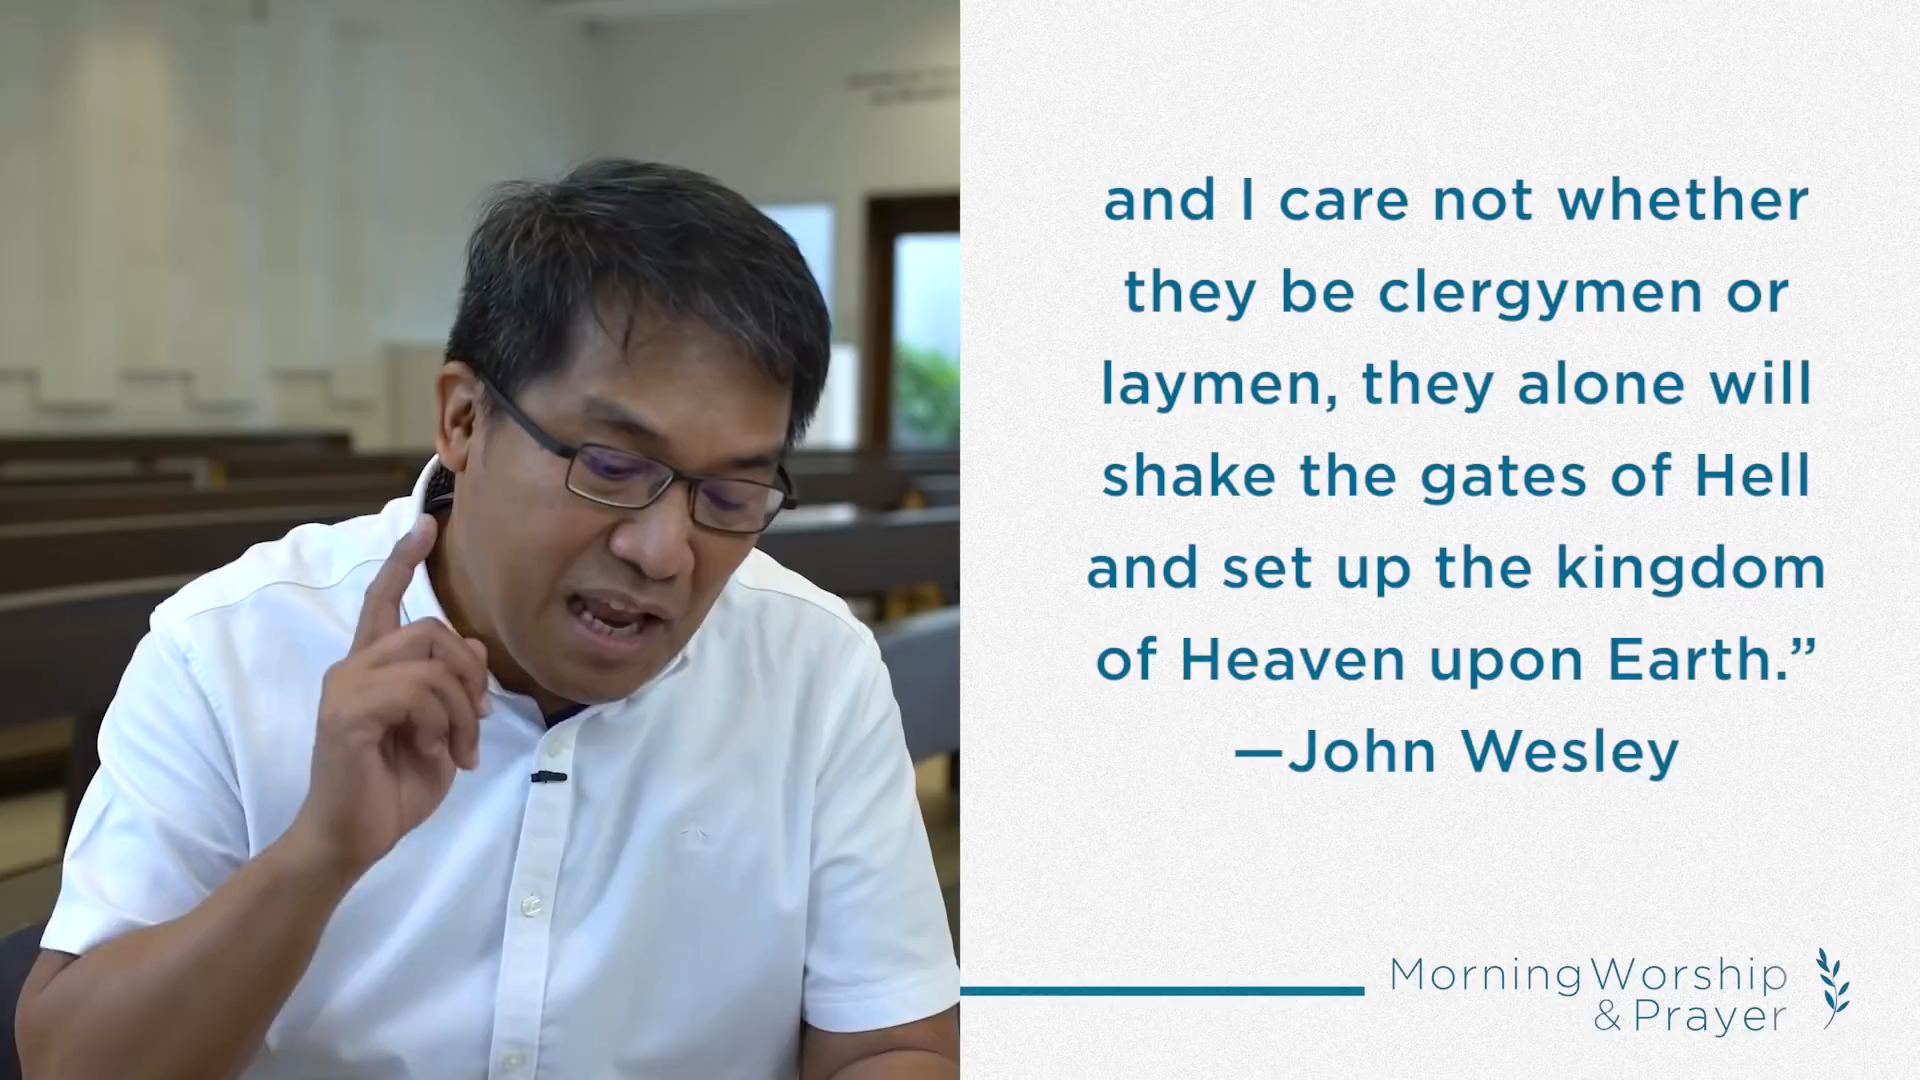 and I care not whether
they be clergymen or
laymen, they alone will
shake the gates of Hell
and set up the kingdom
of Heaven upon Earth.”
—John Wesley
Morning Worship
& Prayer